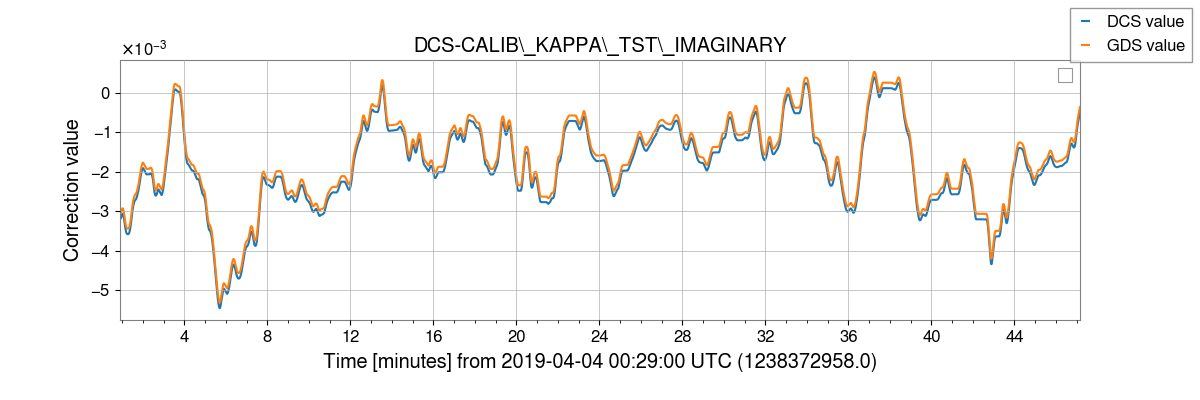 DCS value
GDS value
DCS-CALIB\_KAPPA\_TST\_IMAGINARY
×10⁻³
Correction value
0
−1
−2
−3
−4
−5
4 8 12 16 20 24 28 32 36 40 44
Time [minutes] from 2019-04-04 00:29:00 UTC (1238372958.0)